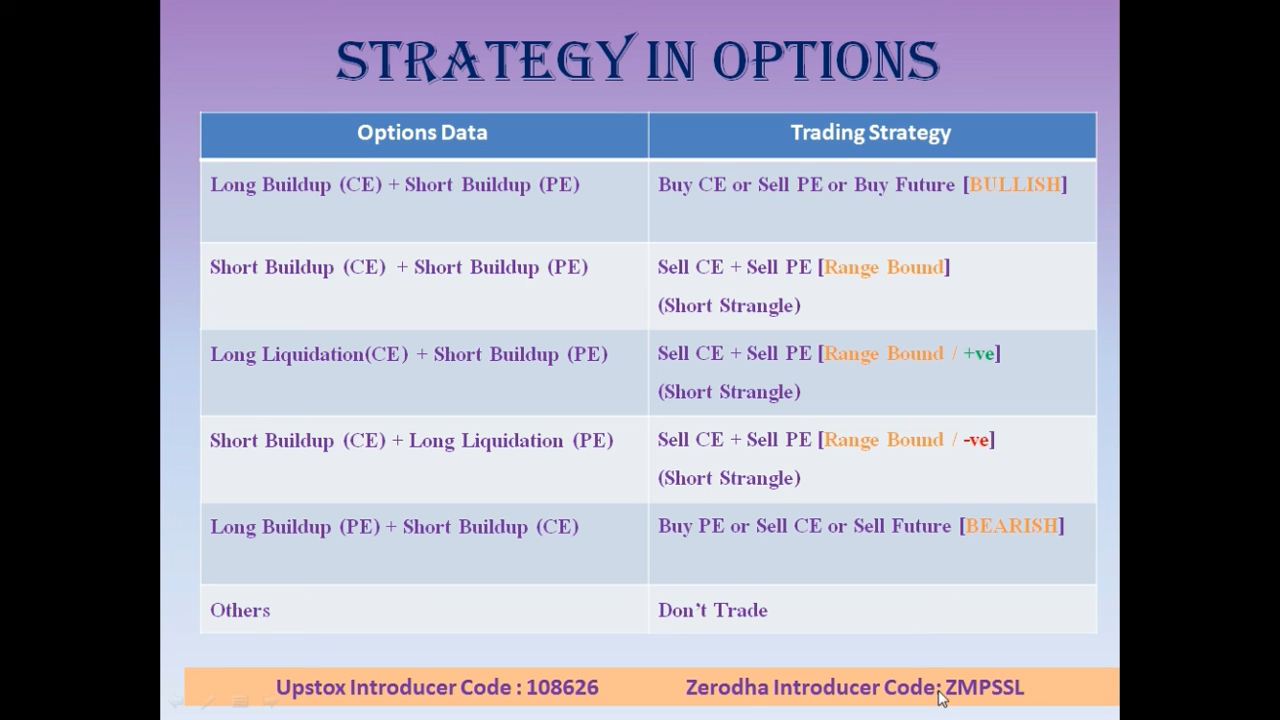 STRATEGY IN OPTIONS
Options Data
Trading Strategy
Long Buildup (CE) + Short Buildup (PE)
Buy CE or Sell PE or Buy Future [BULLISH]
Short Buildup (CE) + Short Buildup (PE)
Sell CE + Sell PE [Range Bound]
(Short Strangle)
Long Liquidation(CE) + Short Buildup (PE)
Sell CE + Sell PE [Range Bound / +ve]
(Short Strangle)
Short Buildup (CE) + Long Liquidation (PE)
Sell CE + Sell PE [Range Bound / -ve]
(Short Strangle)
Long Buildup (PE) + Short Buildup (CE)
Buy PE or Sell CE or Sell Future [BEARISH]
Others
Don’t Trade
Upstox Introducer Code : 108626
Zerodha Introducer Code: ZMPSSL